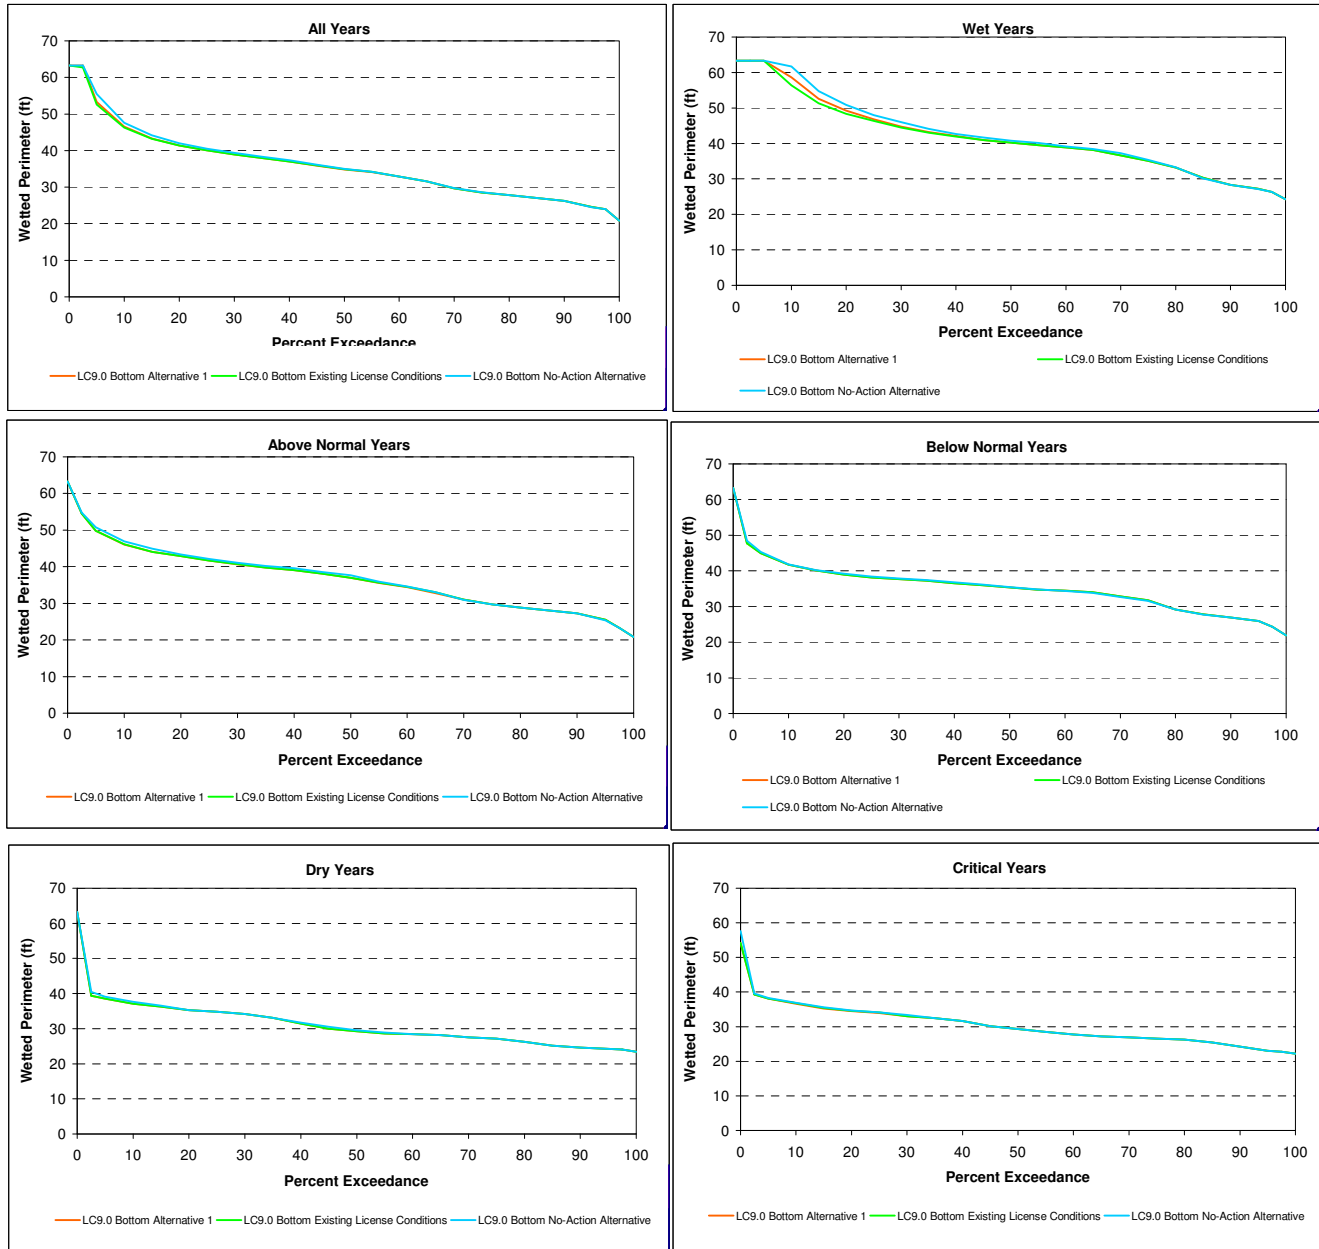 All Years
Wetted Perimeter (ft)
70
60
50
40
30
20
10
0
0 10 20 30 40 50 60 70 80 90 100
Percent Exceedance
LC9.0 Bottom Alternative 1 LC9.0 Bottom Existing License Conditions LC9.0 Bottom No-Action Alternative
Wet Years
Wetted Perimeter (ft)
70
60
50
40
30
20
10
0
0 10 20 30 40 50 60 70 80 90 100
Percent Exceedance
LC9.0 Bottom Alternative 1 LC9.0 Bottom Existing License Conditions
LC9.0 Bottom No-Action Alternative
Above Normal Years
Wetted Perimeter (ft)
70
60
50
40
30
20
10
0
0 10 20 30 40 50 60 70 80 90 100
Percent Exceedance
LC9.0 Bottom Alternative 1 LC9.0 Bottom Existing License Conditions LC9.0 Bottom No-Action Alternative
Below Normal Years
Wetted Perimeter (ft)
70
60
50
40
30
20
10
0
0 10 20 30 40 50 60 70 80 90 100
Percent Exceedance
LC9.0 Bottom Alternative 1 LC9.0 Bottom Existing License Conditions
LC9.0 Bottom No-Action Alternative
Dry Years
Wetted Perimeter (ft)
70
60
50
40
30
20
10
0
0 10 20 30 40 50 60 70 80 90 100
Percent Exceedance
LC9.0 Bottom Alternative 1 LC9.0 Bottom Existing License Conditions LC9.0 Bottom No-Action Alternative
Critical Years
Wetted Perimeter (ft)
70
60
50
40
30
20
10
0
0 10 20 30 40 50 60 70 80 90 100
Percent Exceedance
LC9.0 Bottom Alternative 1 LC9.0 Bottom Existing License Conditions LC9.0 Bottom No-Action Alternative